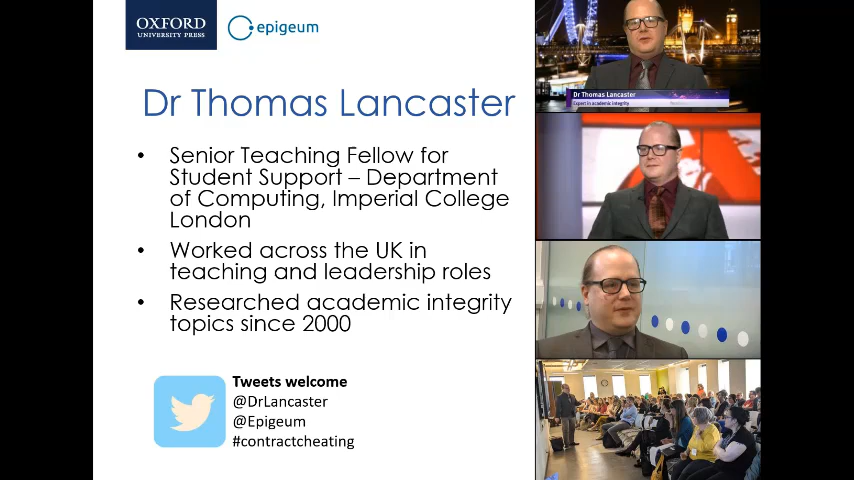 OXFORD
UNIVERSITY PRESS
epigeum
Dr Thomas Lancaster
• Senior Teaching Fellow for
Student Support – Department
of Computing, Imperial College
London
• Worked across the UK in
teaching and leadership roles
• Researched academic integrity
topics since 2000
Tweets welcome
@DrLancaster
@Epigeum
#contractcheating
Dr Thomas Lancaster
Expert in academic integrity